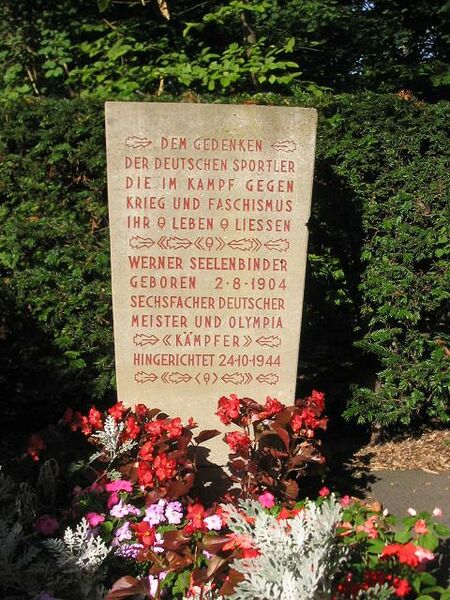 DEM GEDENKEN
DER DEUTSCHEN SPORTLER
DIE IM KAMPF GEGEN
KRIEG UND FASCHISMUS
IHR LEBEN LIESSEN
WERNER SEELENBINDER
GEBOREN 2·8·1904
SECHSFACHER DEUTSCHER
MEISTER UND OLYMPIA
KÄMPFER
HINGERICHTET 24·10·1944